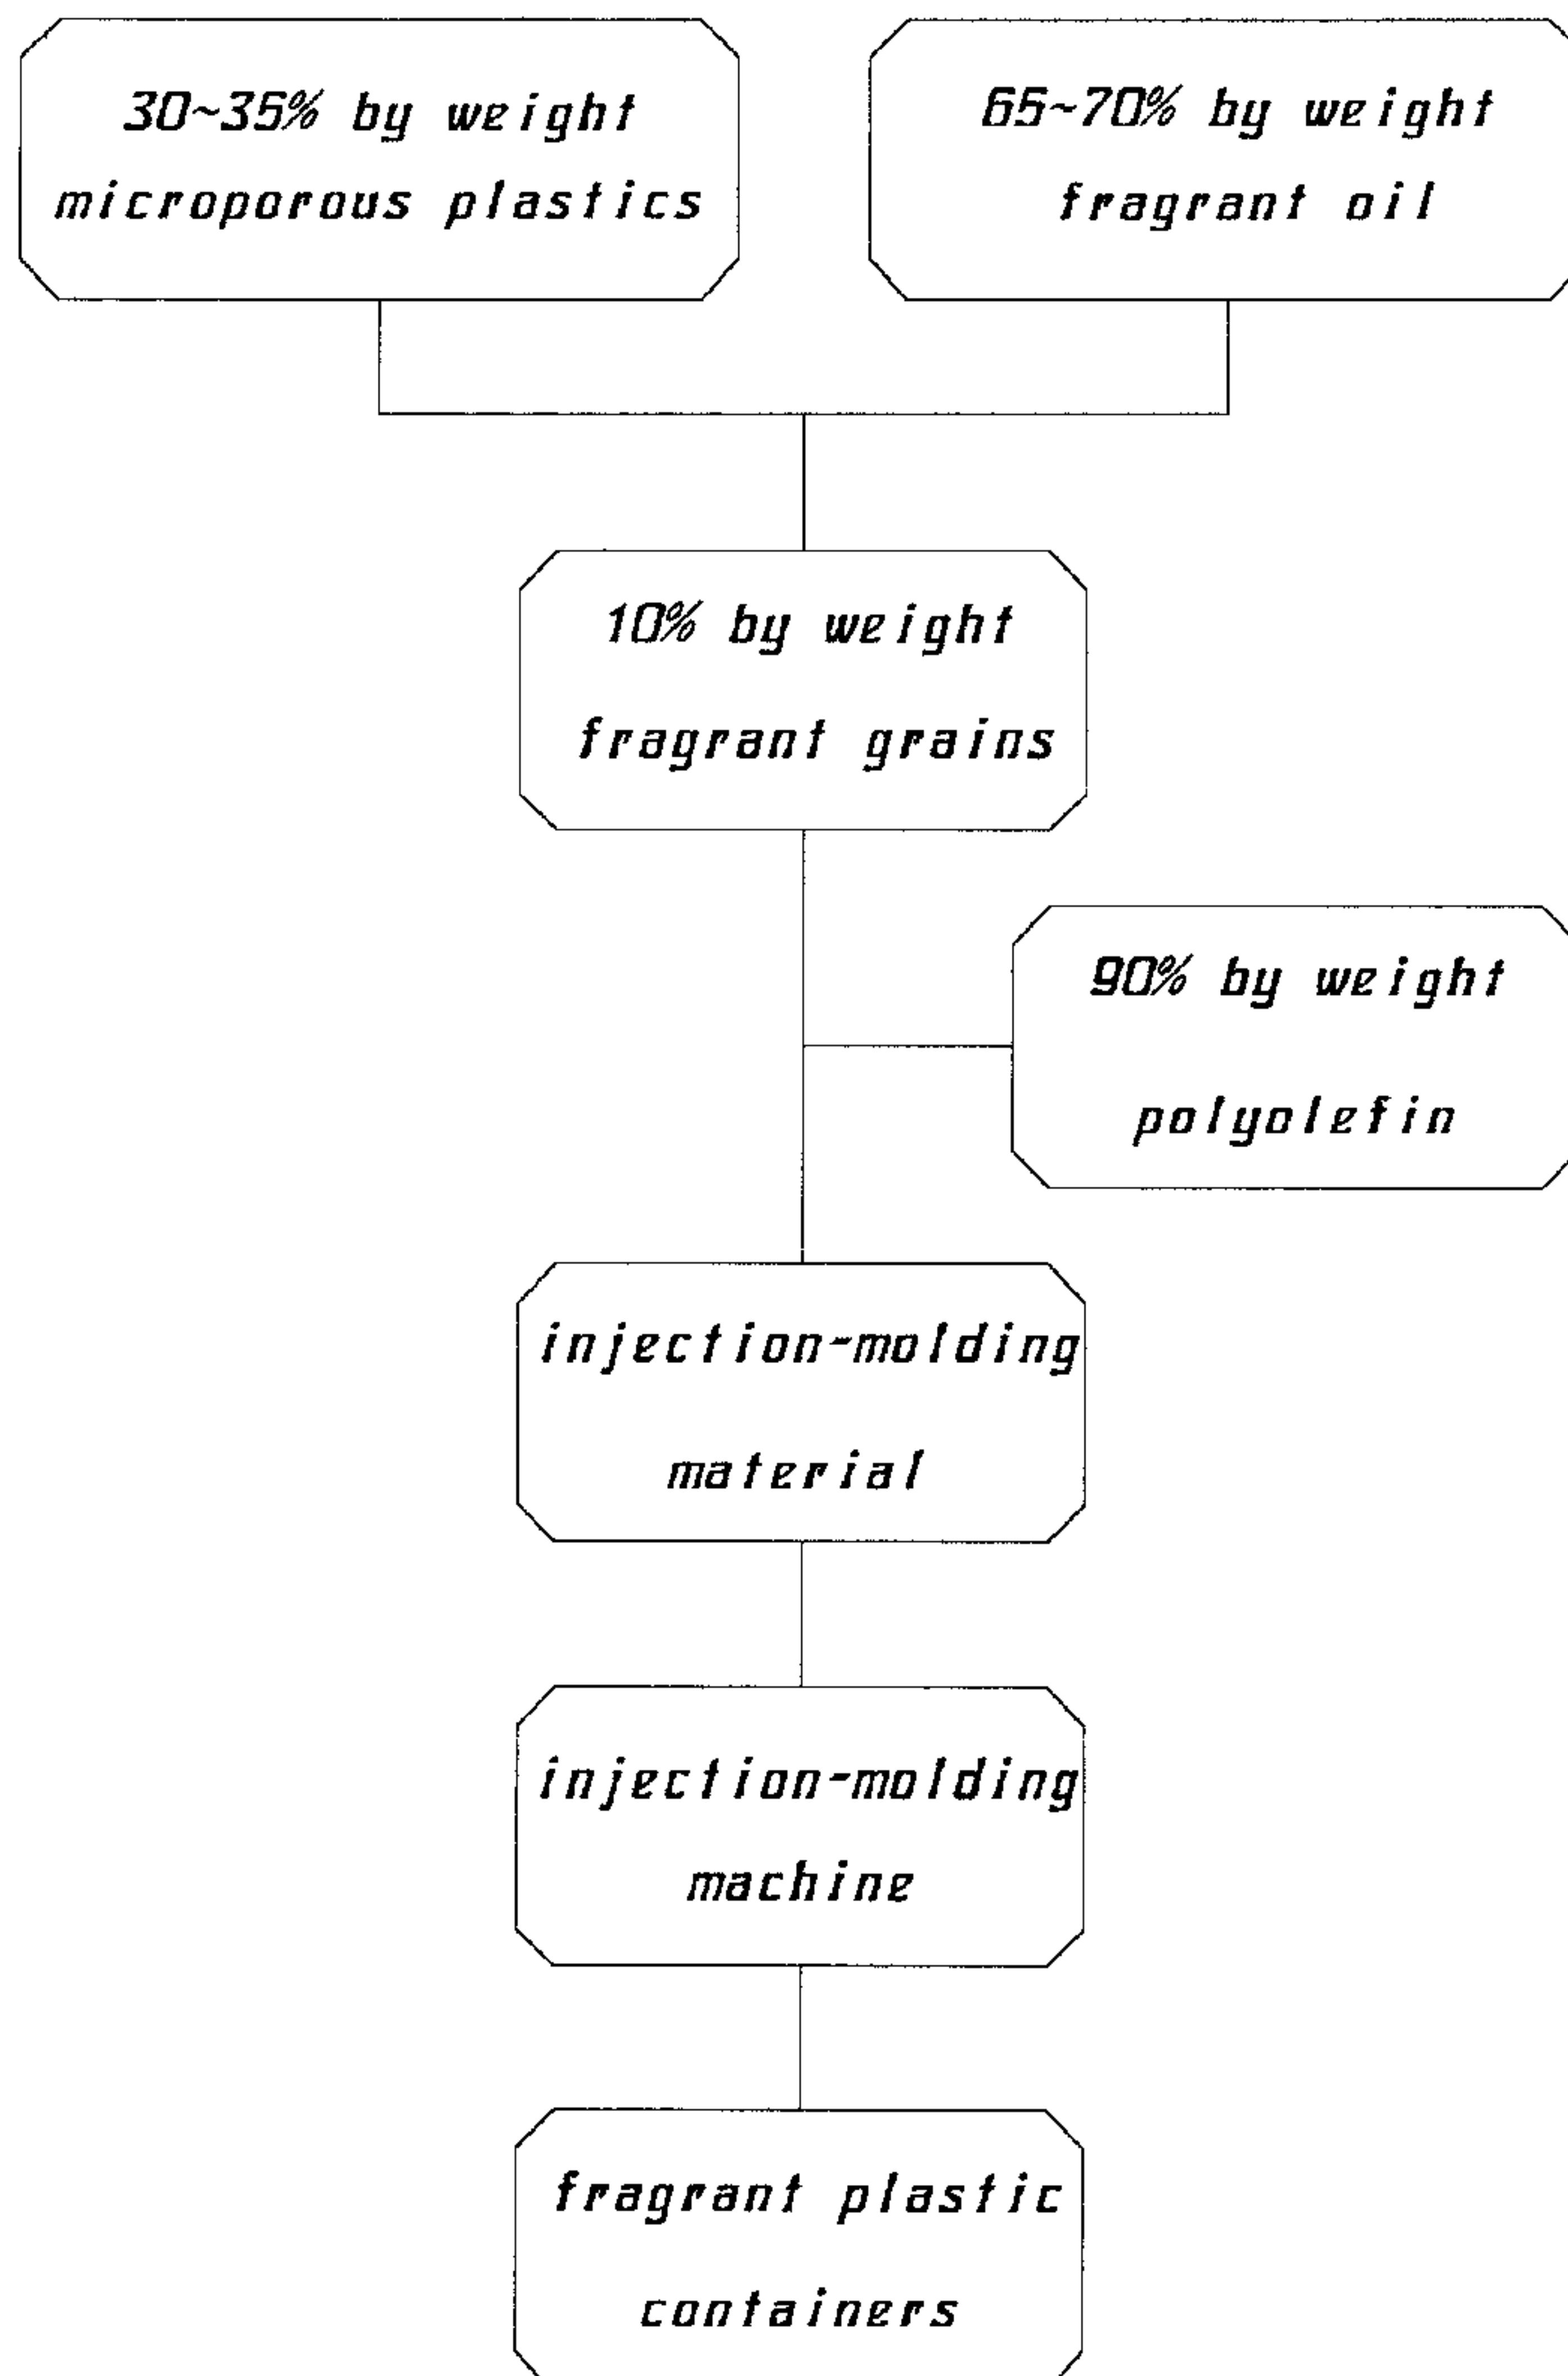 30~35% by weight
microporous plastics
65~70% by weight
fragrant oil
10% by weight
fragrant grains
90% by weight
polyolefin
injection-molding
material
injection-molding
machine
fragrant plastic
containers